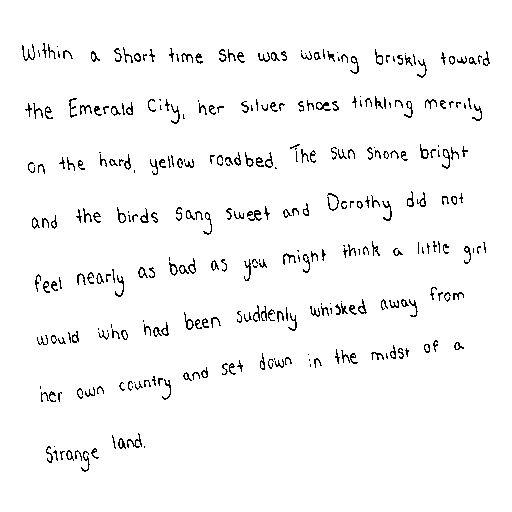 Within a short time she was walking briskly toward
the Emerald City, her silver shoes tinkling merrily
on the hard, yellow roadbed. The sun shone bright
and the birds sang sweet and Dorothy did not
feel nearly as bad as you might think a little girl
would who had been suddenly whisked away from
her own country and set down in the midst of a
strange land.